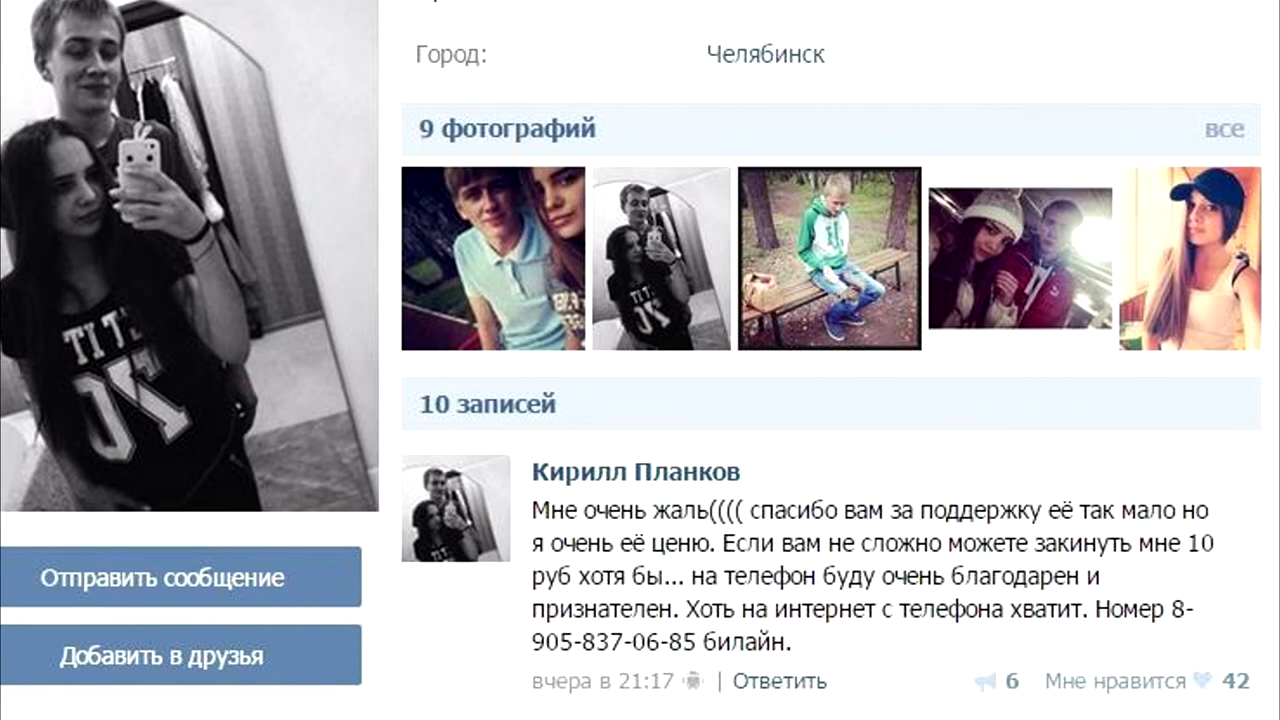 Город: Челябинск
9 фотографий все
10 записей
Кирилл Планков
Мне очень жаль(((( спасибо вам за поддержку её так мало но
я очень её ценю. Если вам не сложно можете закинуть мне 10
руб хотя бы... на телефон буду очень благодарен и
признателен. Хоть на интернет с телефона хватит. Номер 8-
905-837-06-85 билайн.
вчера в 21:17 | Ответить 6 Мне нравится 42
Отправить сообщение
Добавить в друзья